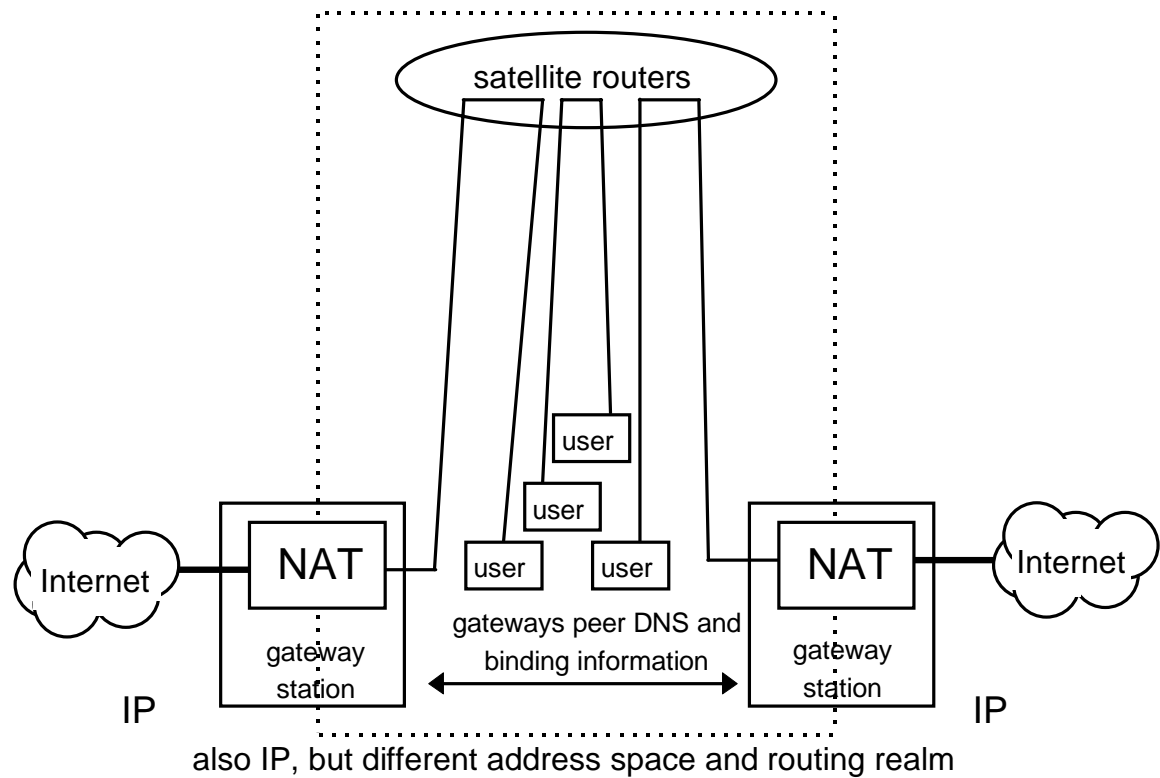 satellite routers
user
user
user
user
Internet
NAT
NAT
Internet
gateways peer DNS and
binding information
gateway
station
gateway
station
IP
IP
also IP, but different address space and routing realm